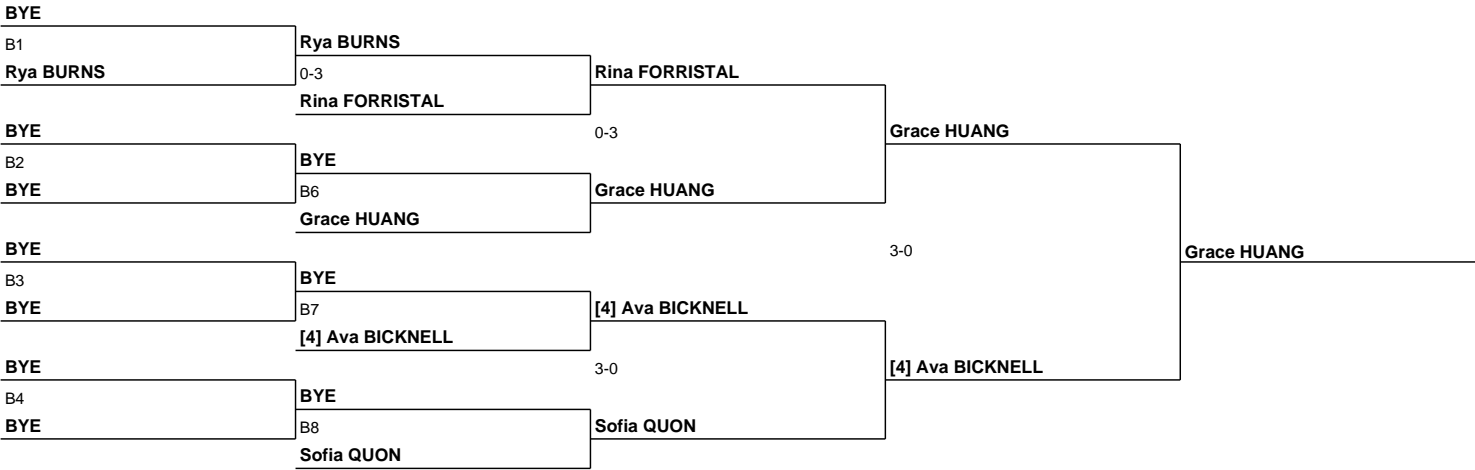 BYE
B1
Rya BURNS
Rya BURNS
0-3
Rina FORRISTAL
Rina FORRISTAL
BYE
0-3
Grace HUANG
B2
BYE
BYE
B6
Grace HUANG
Grace HUANG
BYE
3-0
Grace HUANG
B3
BYE
BYE
B7
[4] Ava BICKNELL
[4] Ava BICKNELL
BYE
3-0
[4] Ava BICKNELL
B4
BYE
BYE
B8
Sofia QUON
Sofia QUON